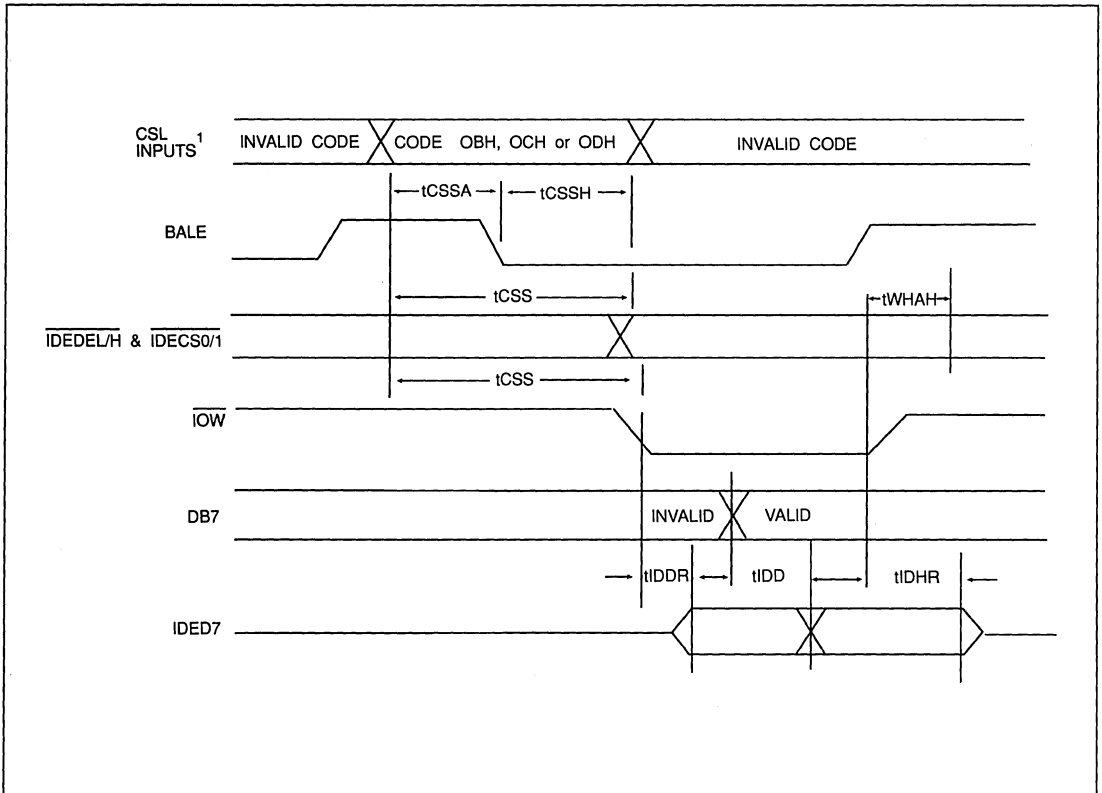 CSL
INPUTS1
INVALID CODE
CODE OBH, OCH or ODH
INVALID CODE
tCSSA
tCSSH
BALE
tCSS
tWHAH
IDEDEL/H & IDECS0/1
tCSS
IOW
DB7
INVALID
VALID
tIDDR
tIDD
tIDHR
IDED7